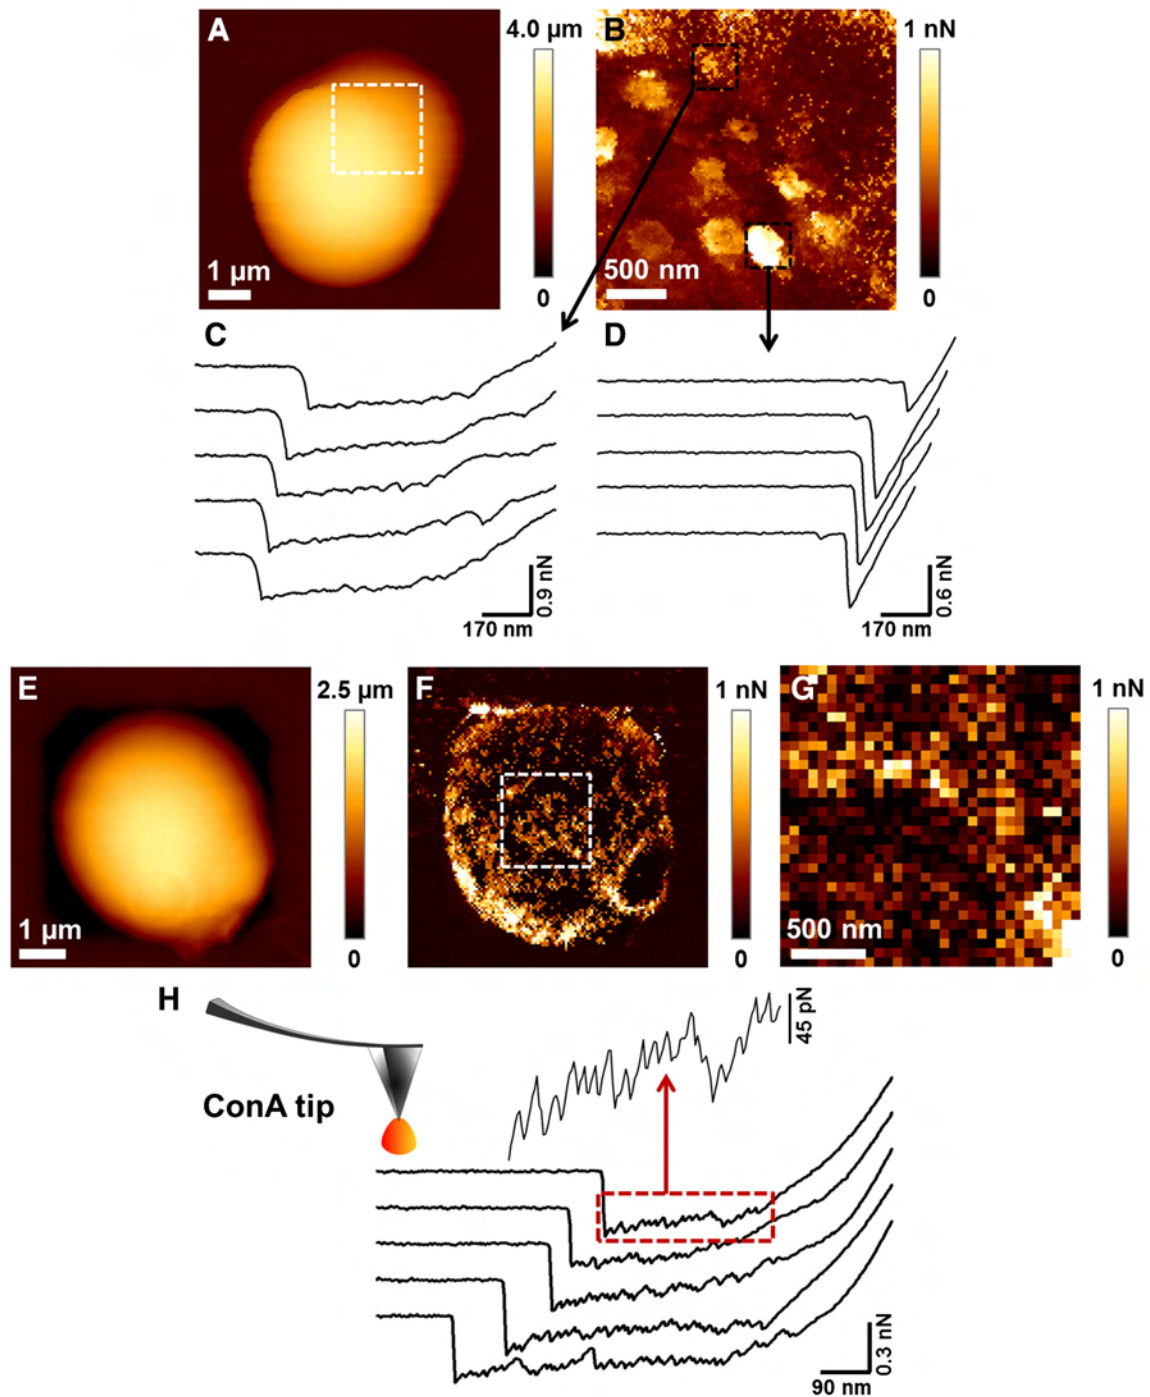 A
4.0 µm
1 µm
0
B
1 nN
500 nm
0
C
0.9 nN
170 nm
D
0.6 nN
170 nm
E
2.5 µm
1 µm
0
F
1 nN
0
G
1 nN
500 nm
0
H
ConA tip
45 pN
0.3 nN
90 nm